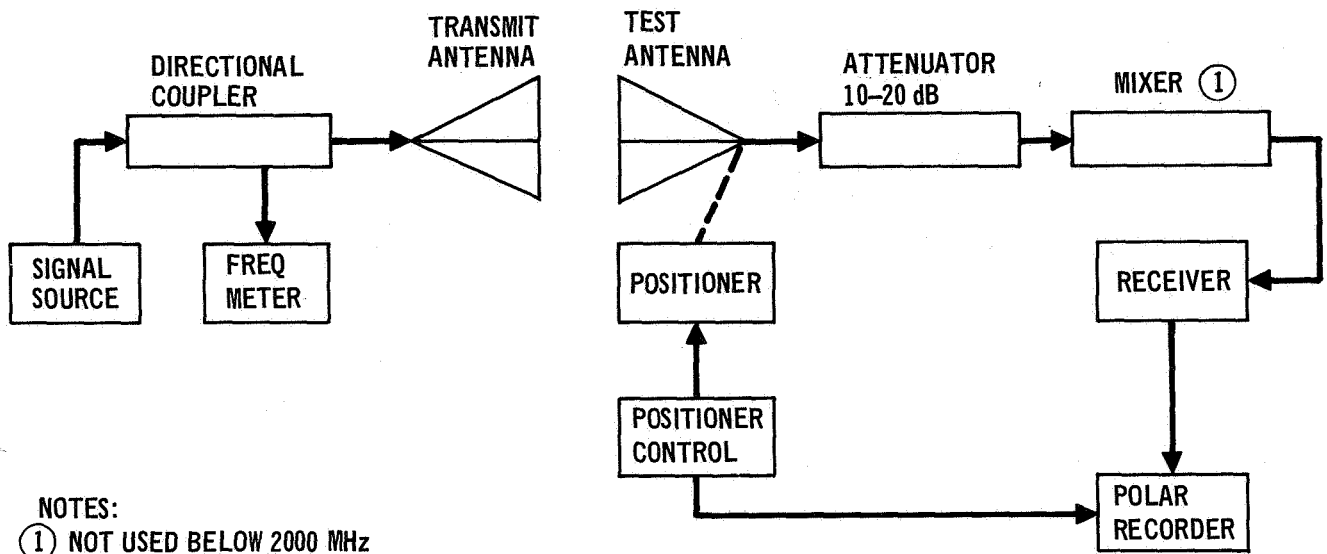 TRANSMIT
ANTENNA
TEST
ANTENNA
DIRECTIONAL
COUPLER
ATTENUATOR
10–20 dB
MIXER ①
SIGNAL
SOURCE
FREQ
METER
POSITIONER
RECEIVER
POSITIONER
CONTROL
POLAR
RECORDER
NOTES:
① NOT USED BELOW 2000 MHz